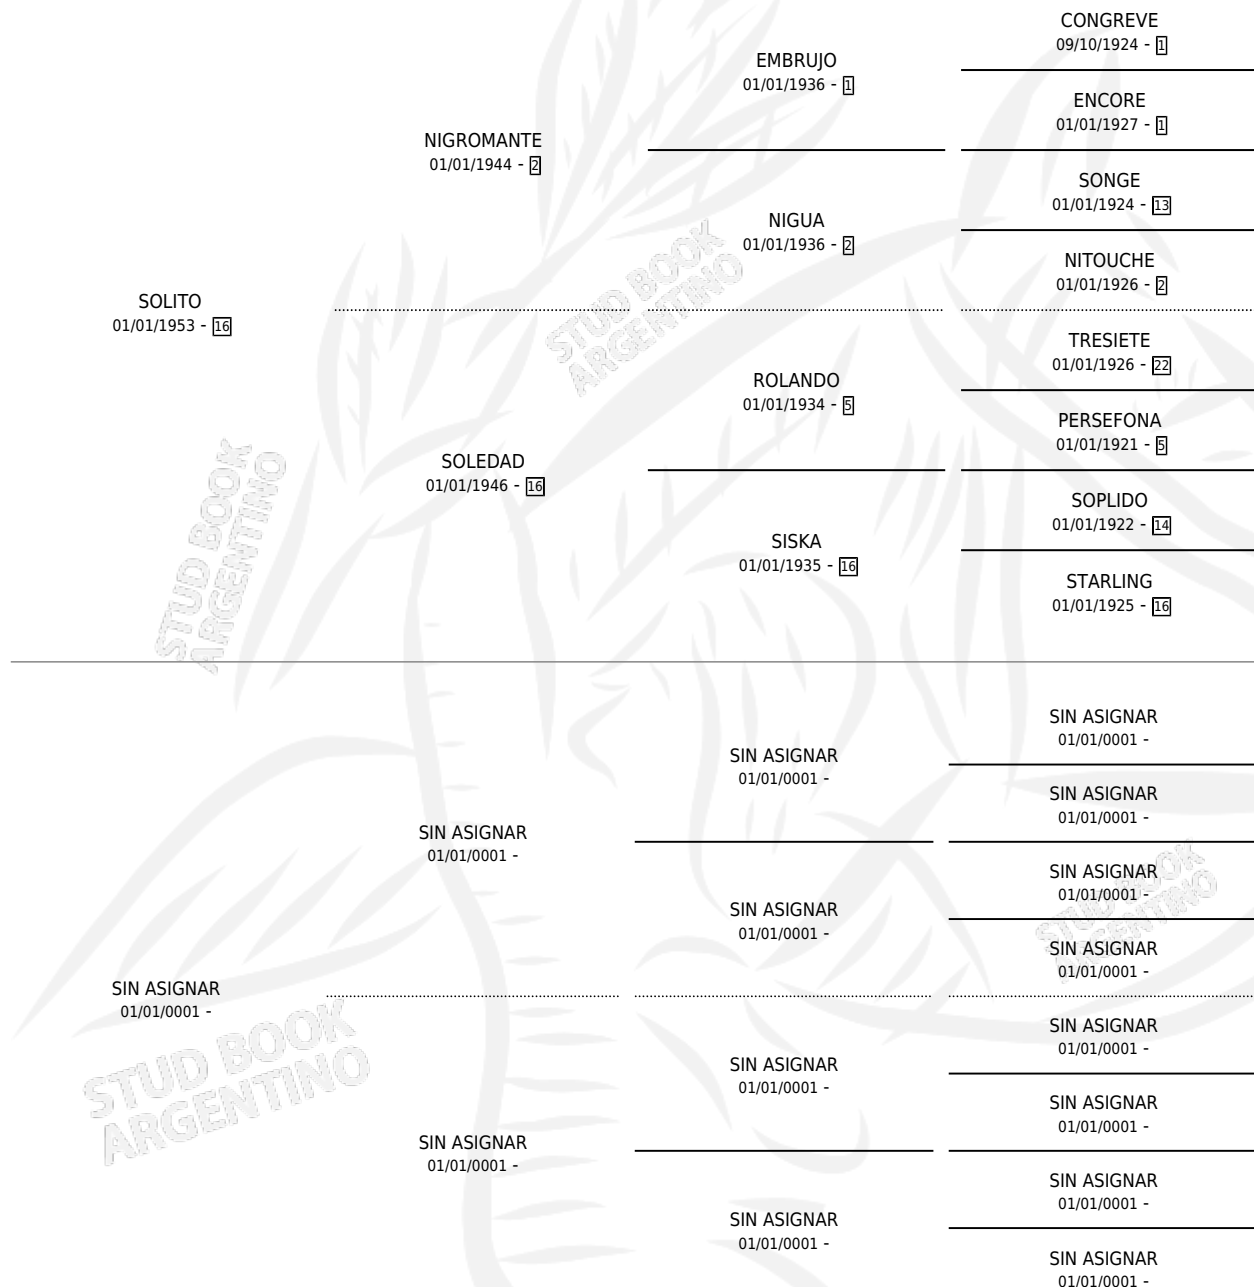 CONGREVE
09/10/1924 - 1
EMBRUJO
01/01/1936 - 1
ENCORE
01/01/1927 - 1
NIGROMANTE
01/01/1944 - 2
SONGE
01/01/1924 - 13
NIGUA
01/01/1936 - 2
NITOUCHE
01/01/1926 - 2
SOLITO
01/01/1953 - 16
STUD BOOK
ARGENTINO
TRESIETE
01/01/1926 - 22
ROLANDO
01/01/1934 - 5
PERSEFONA
01/01/1921 - 5
SOLEDAD
01/01/1946 - 16
SOPLIDO
01/01/1922 - 14
SISKA
01/01/1935 - 16
STARLING
01/01/1925 - 16
STUD BOOK
ARGENTINO
SIN ASIGNAR
01/01/0001 -
SIN ASIGNAR
01/01/0001 -
SIN ASIGNAR
01/01/0001 -
SIN ASIGNAR
01/01/0001 -
SIN ASIGNAR
01/01/0001 -
SIN ASIGNAR
01/01/0001 -
SIN ASIGNAR
01/01/0001 -
STUD BOOK
ARGENTINO
SIN ASIGNAR
01/01/0001 -
STUD BOOK
ARGENTINO
SIN ASIGNAR
01/01/0001 -
SIN ASIGNAR
01/01/0001 -
SIN ASIGNAR
01/01/0001 -
SIN ASIGNAR
01/01/0001 -
SIN ASIGNAR
01/01/0001 -
SIN ASIGNAR
01/01/0001 -
SIN ASIGNAR
01/01/0001 -